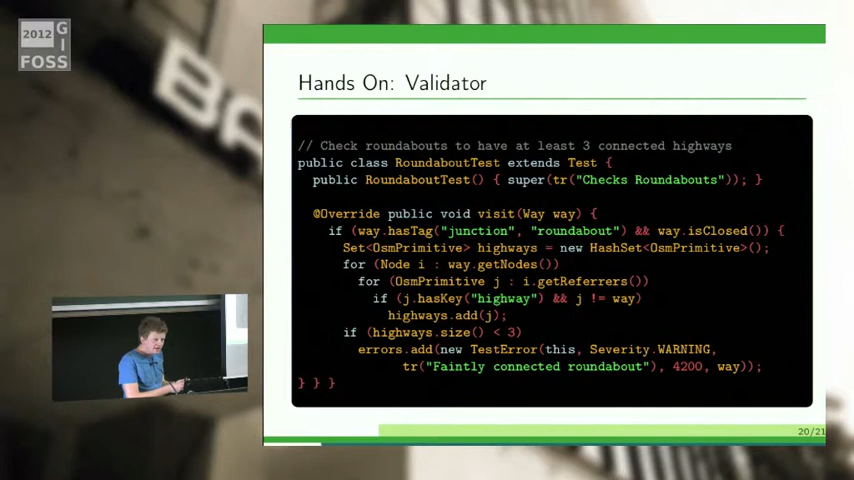 2012
G
I
FOSS
BA
Hands On: Validator
// Check roundabouts to have at least 3 connected highways
public class RoundaboutTest extends Test {
public RoundaboutTest() { super(tr("Checks Roundabouts")); }
@Override public void visit(Way way) {
if (way.hasTag("junction", "roundabout") && way.isClosed()) {
Set<OsmPrimitive> highways = new HashSet<OsmPrimitive>();
for (Node i : way.getNodes())
for (OsmPrimitive j : i.getReferrers())
if (j.hasKey("highway") && j != way)
highways.add(j);
if (highways.size() < 3)
errors.add(new TestError(this, Severity.WARNING,
tr("Faintly connected roundabout"), 4200, way));
} } }
20/21